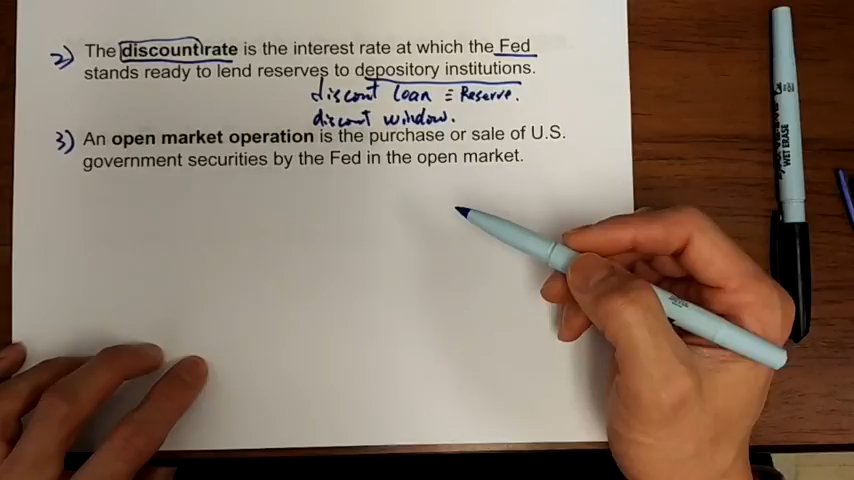 2) The discount rate is the interest rate at which the Fed
stands ready to lend reserves to depository institutions.
discount loan ≡ Reserve.
discount window.
3) An open market operation is the purchase or sale of U.S.
government securities by the Fed in the open market.
WET ERASE